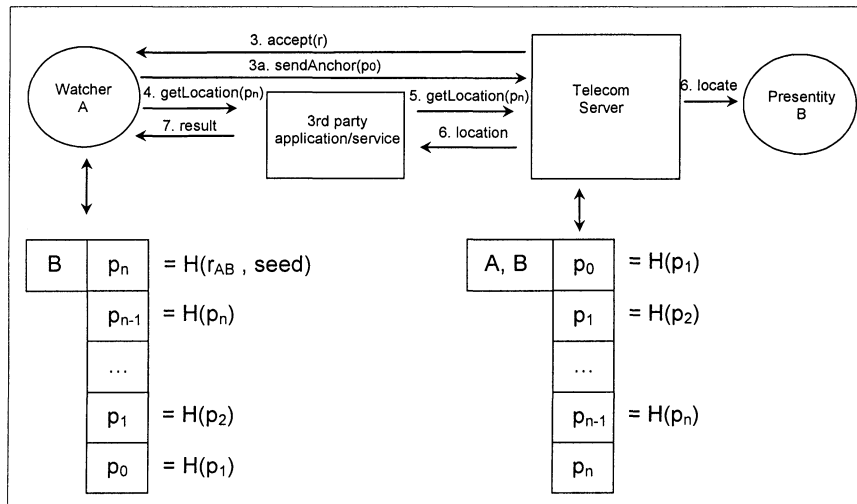 3. accept(r)
3a. sendAnchor(p0)
Watcher
A
4. getLocation(pn)
5. getLocation(pn)
7. result
3rd party
application/service
6. location
Telecom
Server
6. locate
Presentity
B
B
pn
= H(rAB , seed)
pn-1
= H(pn)
...
p1
= H(p2)
p0
= H(p1)
A, B
p0
= H(p1)
p1
= H(p2)
...
pn-1
= H(pn)
pn